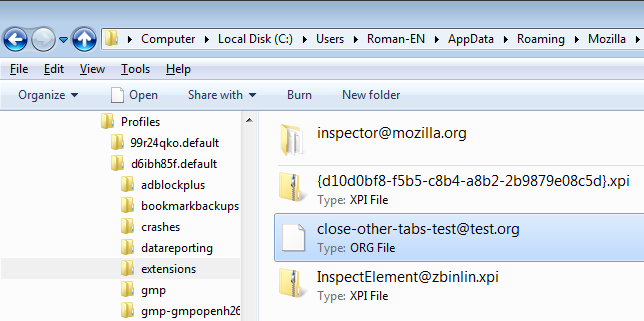 Computer ▸ Local Disk (C:) ▸ Users ▸ Roman-EN ▸ AppData ▸ Roaming ▸ Mozilla ▸
File Edit View Tools Help
Organize Open Share with Burn New folder
Profiles
99r24qko.default
d6ibh85f.default
adblockplus
bookmarkbackups
crashes
datareporting
extensions
gmp
gmp-gmpopenh26
inspector@mozilla.org
{d10d0bf8-f5b5-c8b4-a8b2-2b9879e08c5d}.xpi
Type: XPI File
close-other-tabs-test@test.org
Type: ORG File
InspectElement@zbinlin.xpi
Type: XPI File